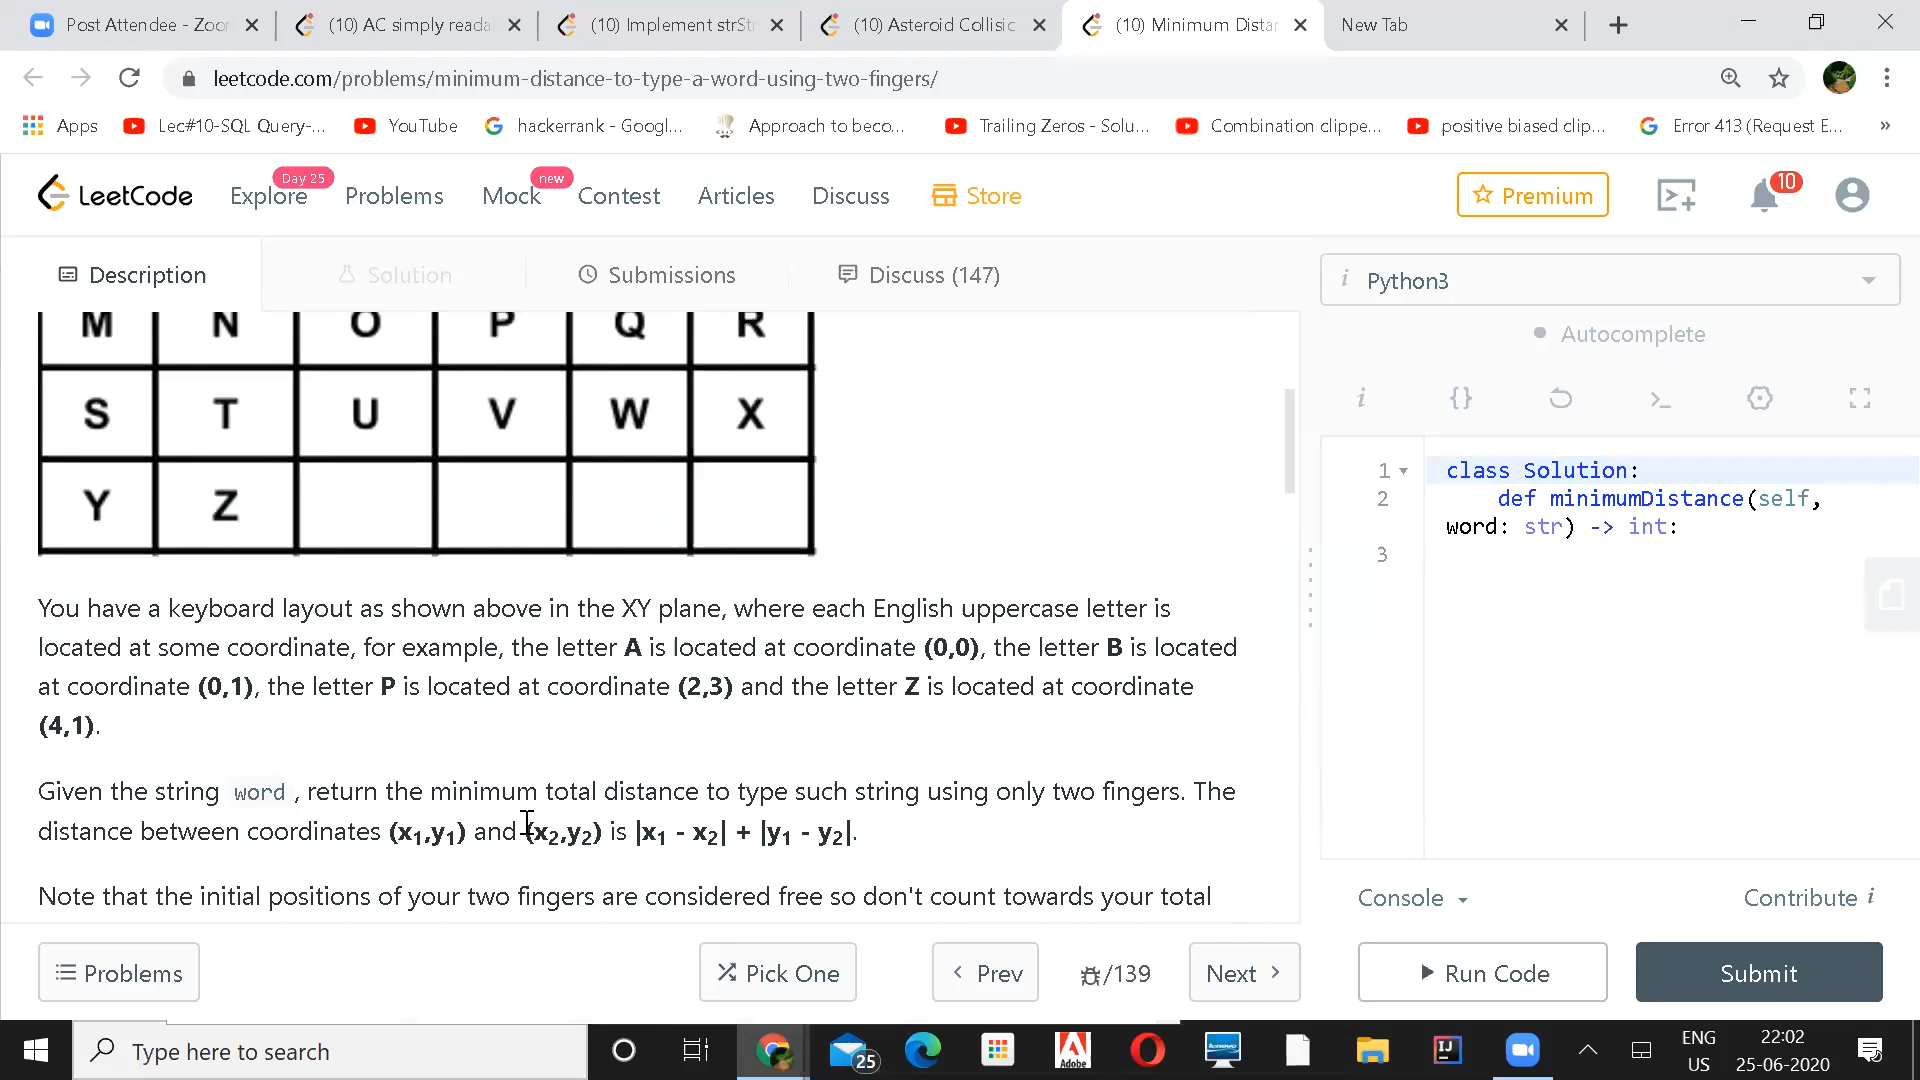 Post Attendee - Zoor
(10) AC simply reada
(10) Implement strStr
(10) Asteroid Collisic
(10) Minimum Distar
New Tab
leetcode.com/problems/minimum-distance-to-type-a-word-using-two-fingers/
Apps
Lec#10-SQL Query-...
YouTube
hackerrank - Googl...
Approach to beco...
Trailing Zeros - Solu...
Combination clippe...
positive biased clip...
Error 413 (Request E...
»
LeetCode
Explore
Day 25
Problems
Mock
new
Contest
Articles
Discuss
Store
Premium
10
Description
Solution
Submissions
Discuss (147)
M N O P Q R
S T U V W X
Y Z
You have a keyboard layout as shown above in the XY plane, where each English uppercase letter is
located at some coordinate, for example, the letter A is located at coordinate (0,0), the letter B is located
at coordinate (0,1), the letter P is located at coordinate (2,3) and the letter Z is located at coordinate
(4,1).
Given the string word , return the minimum total distance to type such string using only two fingers. The
distance between coordinates (x1,y1) and (x2,y2) is |x1 - x2| + |y1 - y2|.
Note that the initial positions of your two fingers are considered free so don't count towards your total
Problems
Pick One
Prev
/139
Next
i Python3
Autocomplete
i {} >_
1 class Solution:
2 def minimumDistance(self,
word: str) -> int:
3
Console
Contribute i
Run Code
Submit
Type here to search
25
Adobe
lenovo
IJ
ENG
US
22:02
25-06-2020